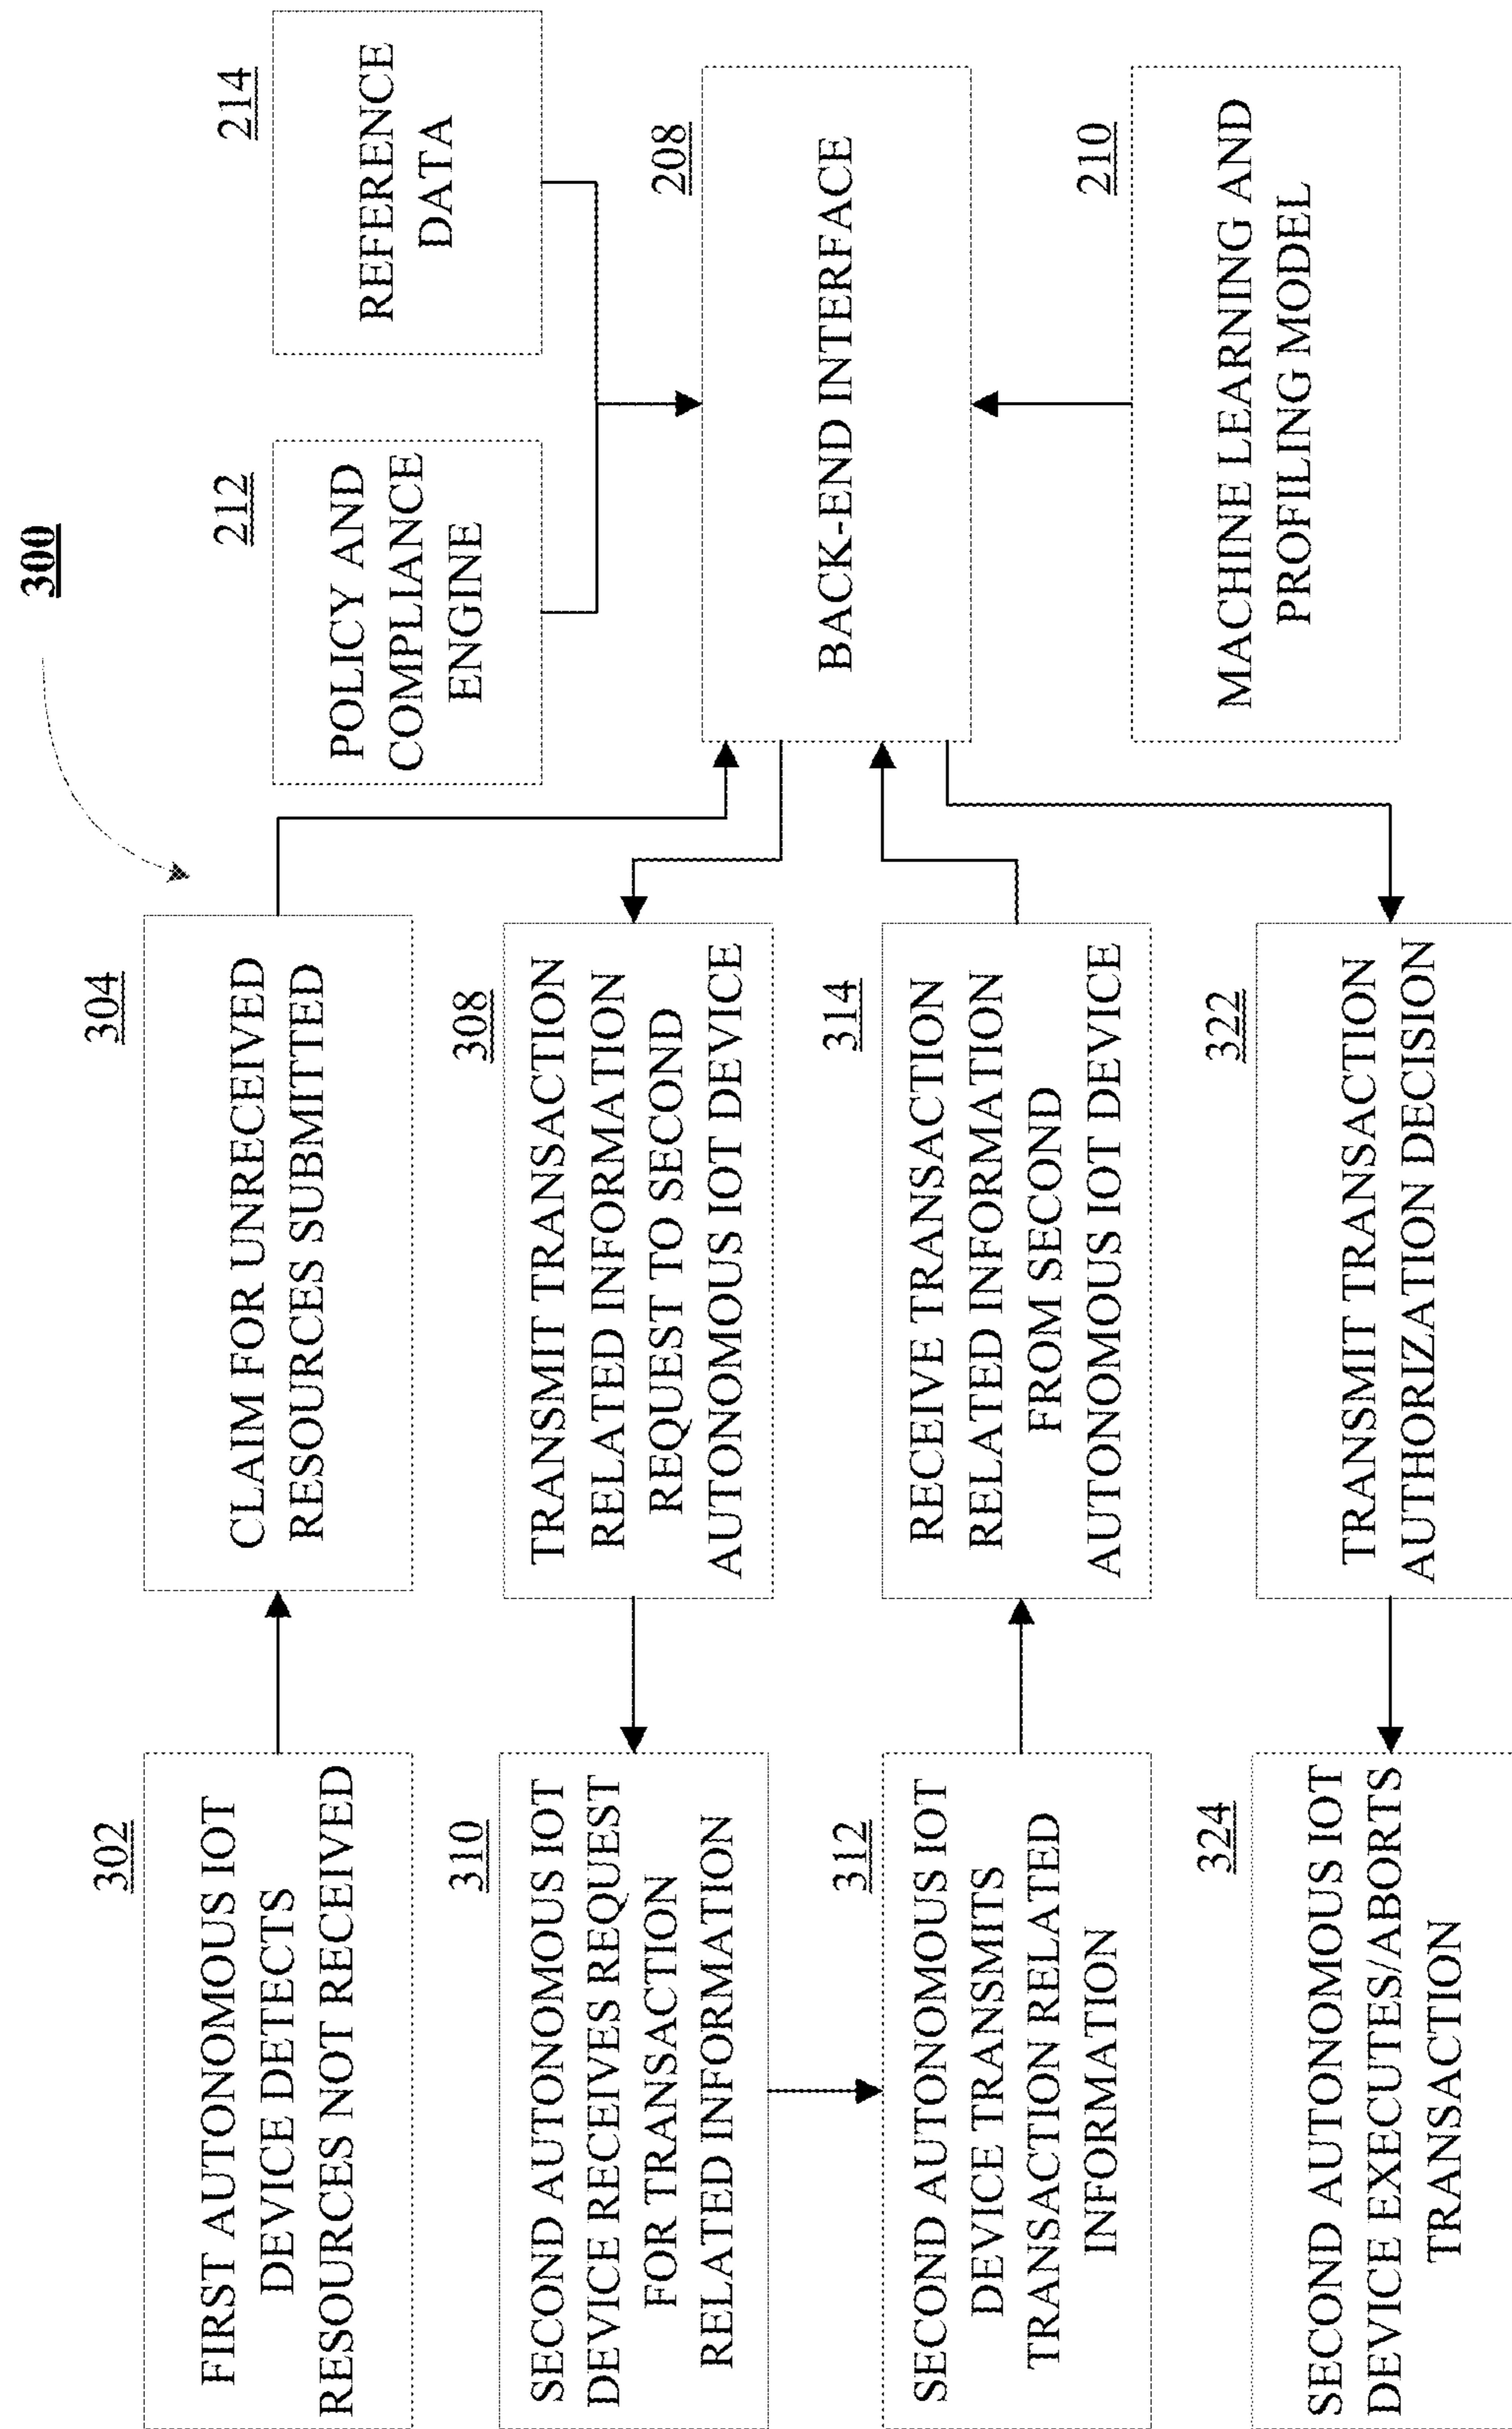 300
302
FIRST AUTONOMOUS IOT
DEVICE DETECTS
RESOURCES NOT RECEIVED
304
CLAIM FOR UNRECEIVED
RESOURCES SUBMITTED
212
POLICY AND
COMPLIANCE
ENGINE
214
REFERENCE
DATA
310
SECOND AUTONOMOUS IOT
DEVICE RECEIVES REQUEST
FOR TRANSACTION
RELATED INFORMATION
308
TRANSMIT TRANSACTION
RELATED INFORMATION
REQUEST TO SECOND
AUTONOMOUS IOT DEVICE
208
BACK-END INTERFACE
312
SECOND AUTONOMOUS IOT
DEVICE TRANSMITS
TRANSACTION RELATED
INFORMATION
314
RECEIVE TRANSACTION
RELATED INFORMATION
FROM SECOND
AUTONOMOUS IOT DEVICE
210
MACHINE LEARNING AND
PROFILING MODEL
324
SECOND AUTONOMOUS IOT
DEVICE EXECUTES/ABORTS
TRANSACTION
322
TRANSMIT TRANSACTION
AUTHORIZATION DECISION